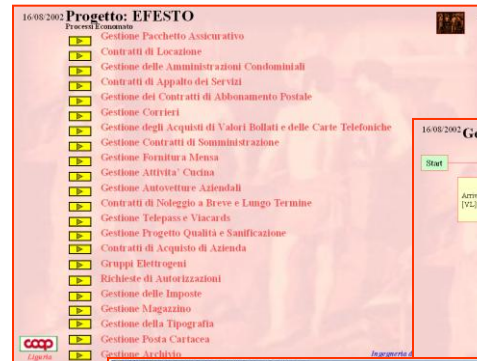 16/08/2002 Progetto: EFESTO
Processi Economato
Gestione Pacchetto Assicurativo
Contratti di Locazione
Gestione delle Amministrazioni Condominiali
Contratti di Appalto dei Servizi
Gestione dei Contratti di Abbonamento Postale
Gestione Corrieri
Gestione degli Acquisti di Valori Bollati e delle Carte Telefoniche
Gestione Contratti di Somministrazione
Gestione Fornitura Mensa
Gestione Attivita' Cucina
Gestione Autovetture Aziendali
Contratti di Noleggio a Breve e Lungo Termine
Gestione Telepass e Viacards
Gestione Progetto Qualità e Sanificazione
Contratti di Acquisto di Azienda
Gruppi Elettrogeni
Richieste di Autorizzazioni
Gestione delle Imposte
Gestione Magazzino
Gestione della Tipografia
Gestione Posta Cartacea
Gestione Archivio
coop
Liguria
Ingegneria d
16/08/2002 Ge
Start
Arriv
[VL]